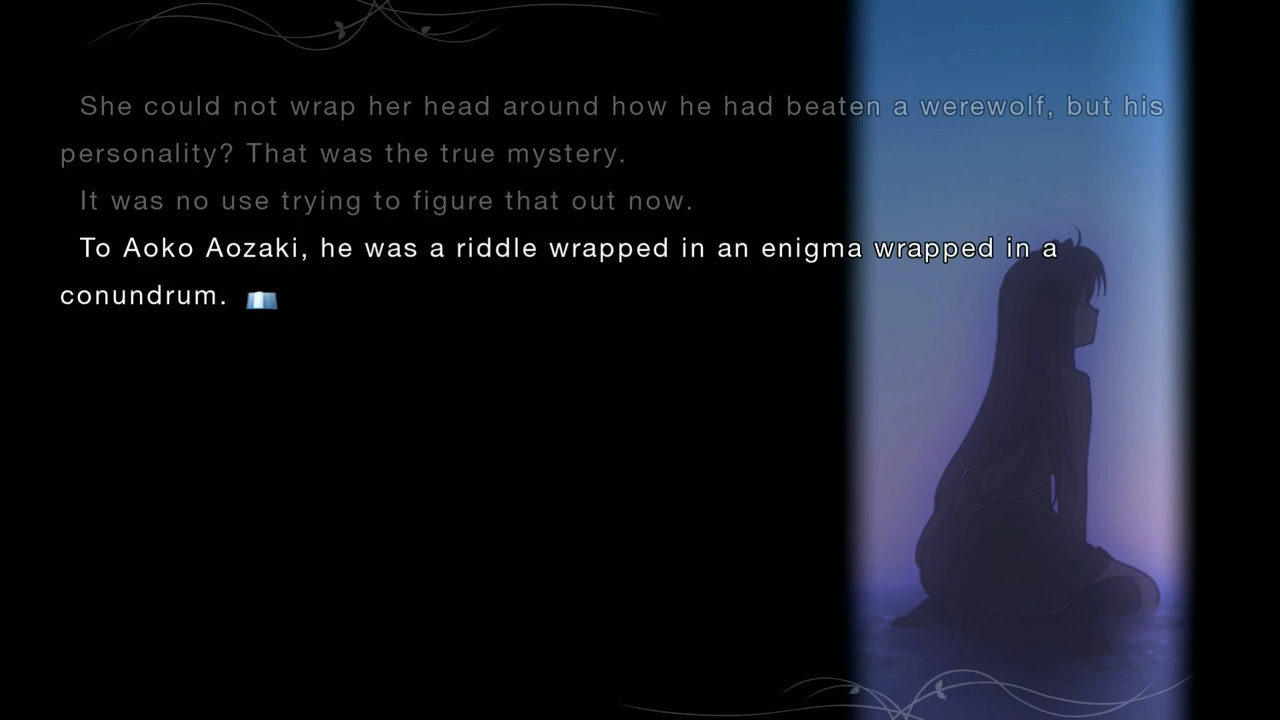 She could not wrap her head around how he had beaten a werewolf, but his
personality? That was the true mystery.
It was no use trying to figure that out now.
To Aoko Aozaki, he was a riddle wrapped in an enigma wrapped in a
conundrum.